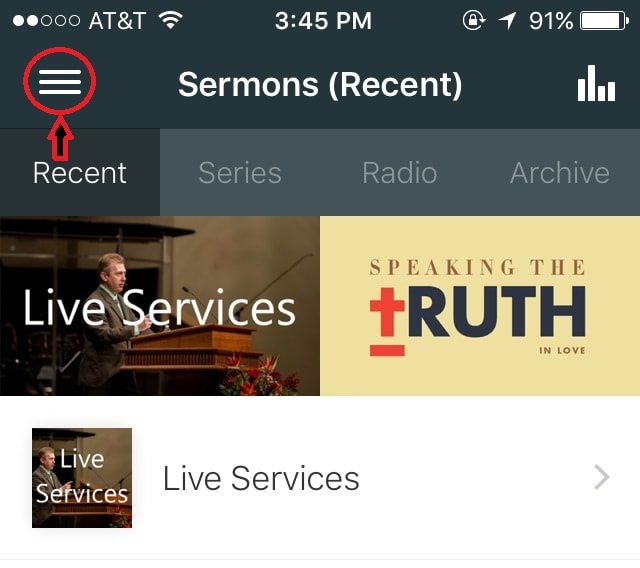 AT&T 3:45 PM 91%
Sermons (Recent)
Recent Series Radio Archive
Live Services
SPEAKING THE
tRUTH
IN LOVE
Live
Services
Live Services